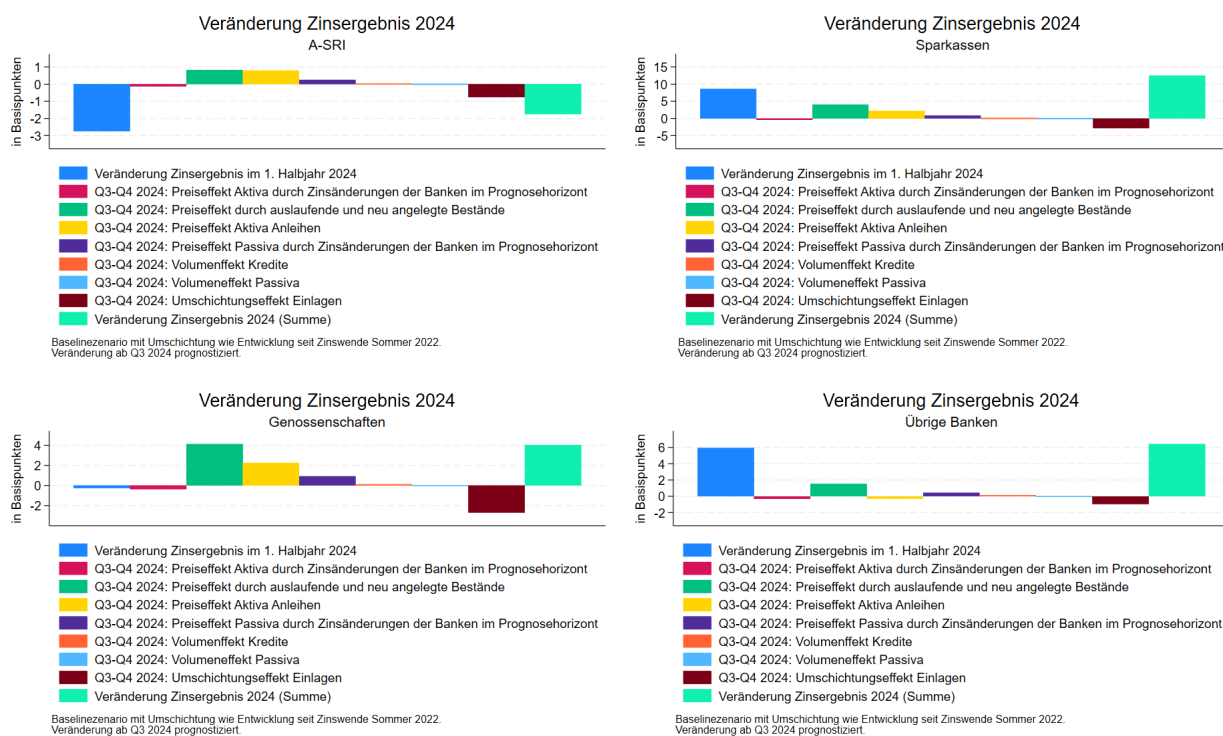 Veränderung Zinsergebnis 2024
A-SRI
in Basispunkten
1
0
-1
-2
-3
Veränderung Zinsergebnis im 1. Halbjahr 2024
Q3-Q4 2024: Preiseffekt Aktiva durch Zinsänderungen der Banken im Prognosehorizont
Q3-Q4 2024: Preiseffekt durch auslaufende und neu angelegte Bestände
Q3-Q4 2024: Preiseffekt Aktiva Anleihen
Q3-Q4 2024: Preiseffekt Passiva durch Zinsänderungen der Banken im Prognosehorizont
Q3-Q4 2024: Volumenffekt Kredite
Q3-Q4 2024: Volumeneffekt Passiva
Q3-Q4 2024: Umschichtungseffekt Einlagen
Veränderung Zinsergebnis 2024 (Summe)
Baselinezenario mit Umschichtung wie Entwicklung seit Zinswende Sommer 2022.
Veränderung ab Q3 2024 prognostiziert.
Veränderung Zinsergebnis 2024
Sparkassen
in Basispunkten
15
10
5
0
-5
Veränderung Zinsergebnis im 1. Halbjahr 2024
Q3-Q4 2024: Preiseffekt Aktiva durch Zinsänderungen der Banken im Prognosehorizont
Q3-Q4 2024: Preiseffekt durch auslaufende und neu angelegte Bestände
Q3-Q4 2024: Preiseffekt Aktiva Anleihen
Q3-Q4 2024: Preiseffekt Passiva durch Zinsänderungen der Banken im Prognosehorizont
Q3-Q4 2024: Volumenffekt Kredite
Q3-Q4 2024: Volumeneffekt Passiva
Q3-Q4 2024: Umschichtungseffekt Einlagen
Veränderung Zinsergebnis 2024 (Summe)
Baselinezenario mit Umschichtung wie Entwicklung seit Zinswende Sommer 2022.
Veränderung ab Q3 2024 prognostiziert.
Veränderung Zinsergebnis 2024
Genossenschaften
in Basispunkten
4
2
0
-2
Veränderung Zinsergebnis im 1. Halbjahr 2024
Q3-Q4 2024: Preiseffekt Aktiva durch Zinsänderungen der Banken im Prognosehorizont
Q3-Q4 2024: Preiseffekt durch auslaufende und neu angelegte Bestände
Q3-Q4 2024: Preiseffekt Aktiva Anleihen
Q3-Q4 2024: Preiseffekt Passiva durch Zinsänderungen der Banken im Prognosehorizont
Q3-Q4 2024: Volumenffekt Kredite
Q3-Q4 2024: Volumeneffekt Passiva
Q3-Q4 2024: Umschichtungseffekt Einlagen
Veränderung Zinsergebnis 2024 (Summe)
Baselinezenario mit Umschichtung wie Entwicklung seit Zinswende Sommer 2022.
Veränderung ab Q3 2024 prognostiziert.
Veränderung Zinsergebnis 2024
Übrige Banken
in Basispunkten
6
4
2
0
-2
Veränderung Zinsergebnis im 1. Halbjahr 2024
Q3-Q4 2024: Preiseffekt Aktiva durch Zinsänderungen der Banken im Prognosehorizont
Q3-Q4 2024: Preiseffekt durch auslaufende und neu angelegte Bestände
Q3-Q4 2024: Preiseffekt Aktiva Anleihen
Q3-Q4 2024: Preiseffekt Passiva durch Zinsänderungen der Banken im Prognosehorizont
Q3-Q4 2024: Volumenffekt Kredite
Q3-Q4 2024: Volumeneffekt Passiva
Q3-Q4 2024: Umschichtungseffekt Einlagen
Veränderung Zinsergebnis 2024 (Summe)
Baselinezenario mit Umschichtung wie Entwicklung seit Zinswende Sommer 2022.
Veränderung ab Q3 2024 prognostiziert.